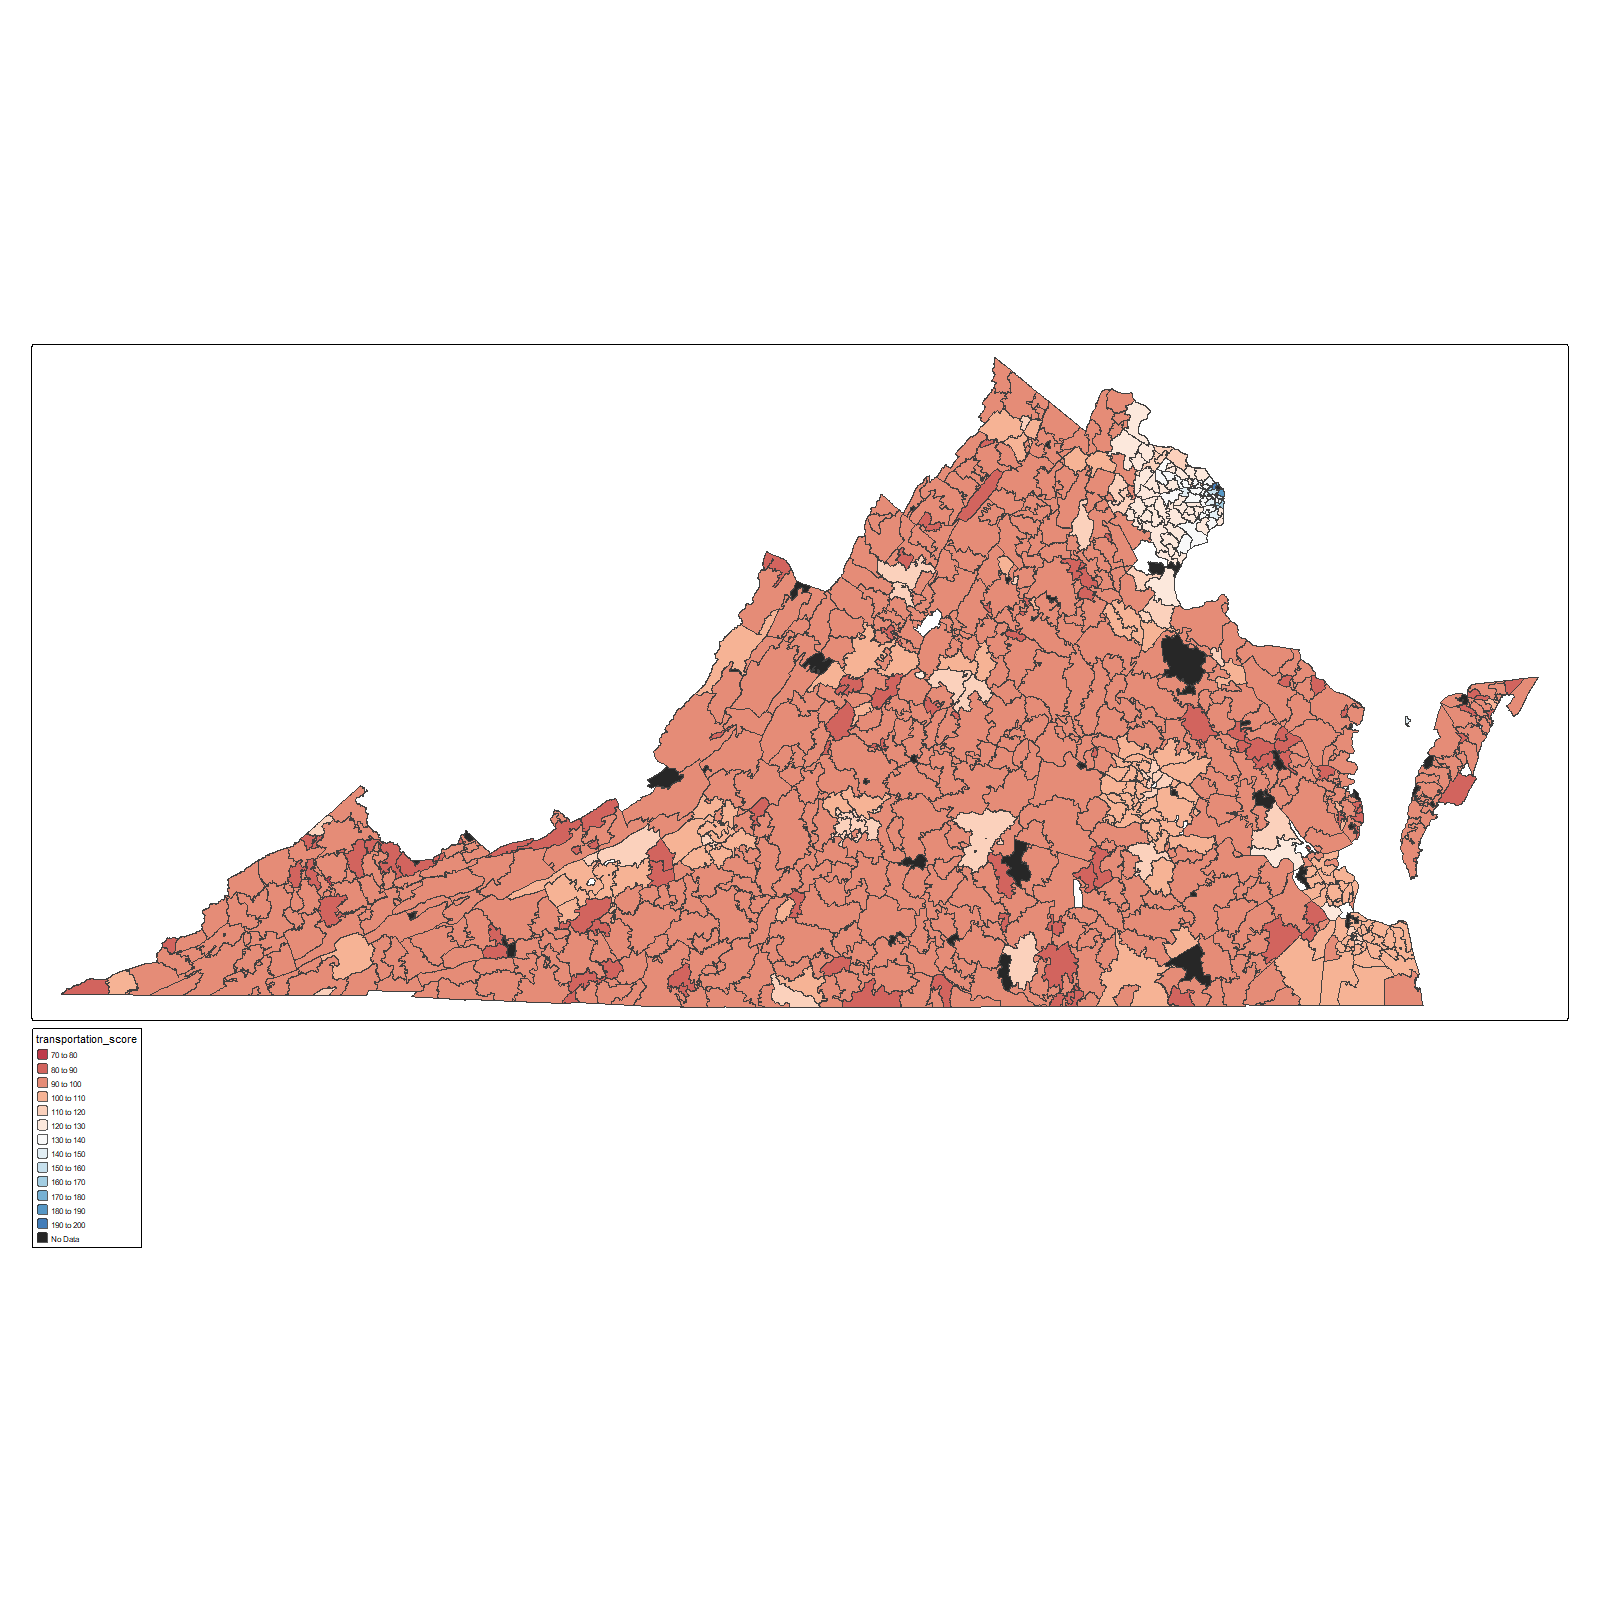 transportation_score
70 to 80
80 to 90
90 to 100
100 to 110
110 to 120
120 to 130
130 to 140
140 to 150
150 to 160
160 to 170
170 to 180
180 to 190
190 to 200
No Data